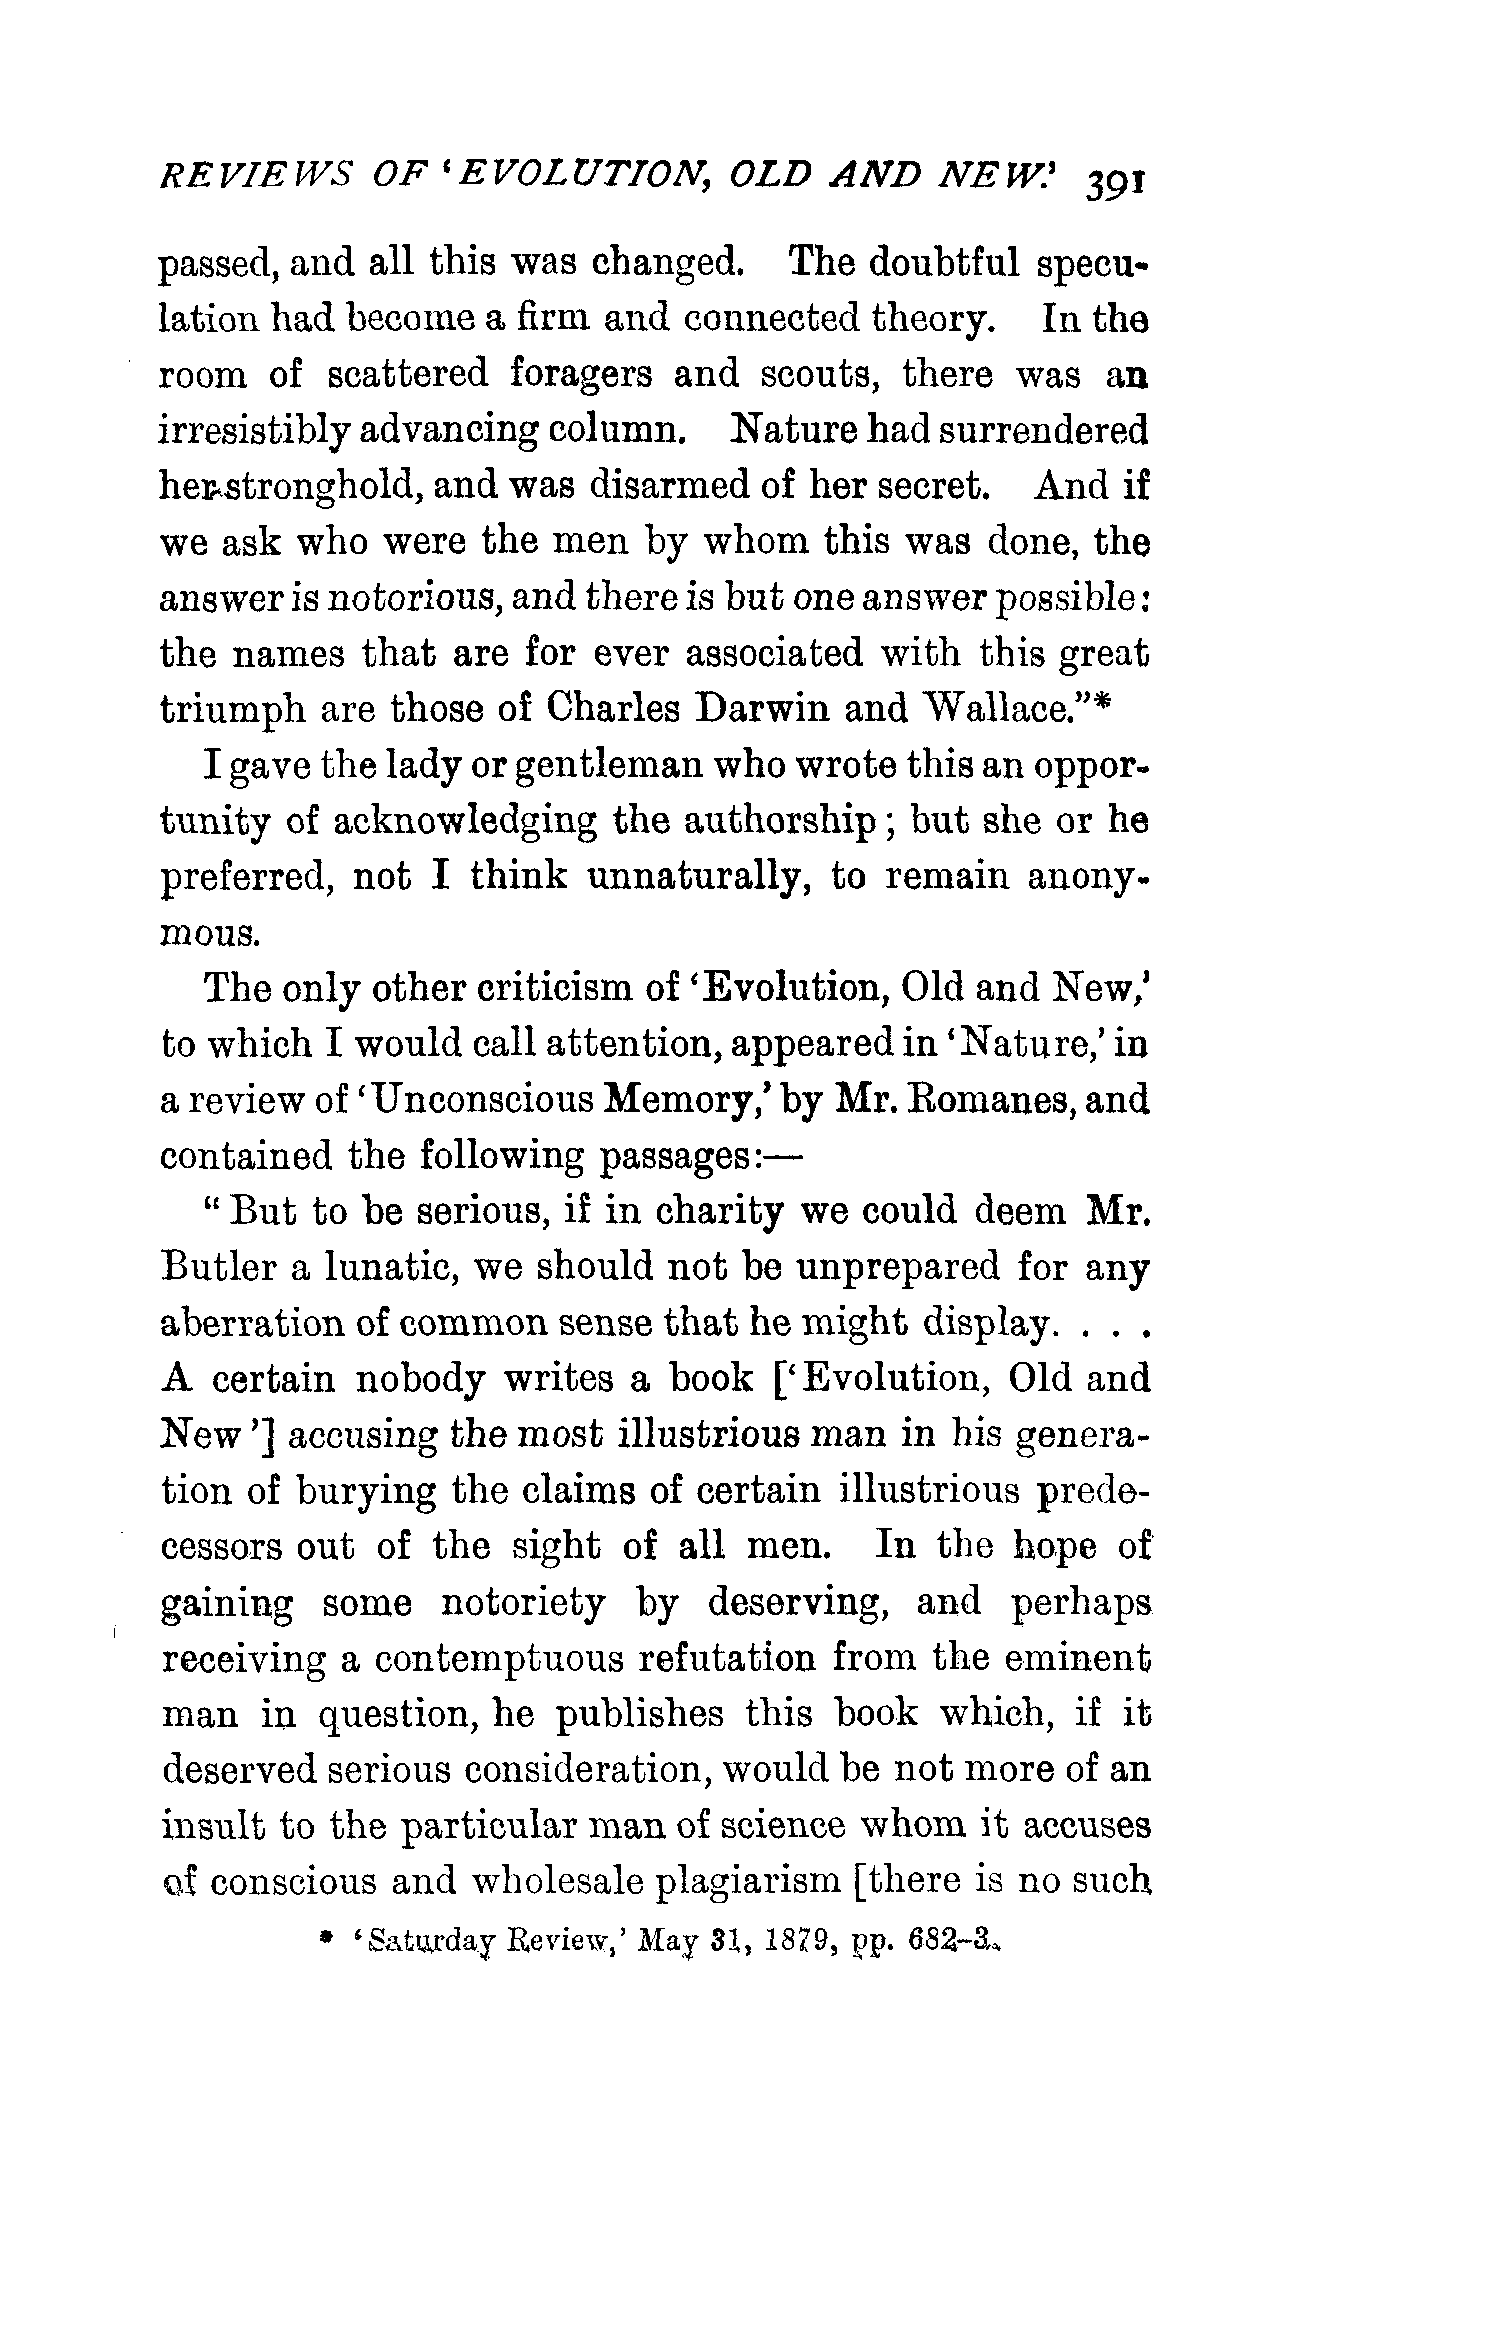 REVIEWS OF ‘EVOLUTION, OLD AND NEW.’ 391
passed, and all this was changed. The doubtful specu-
lation had become a firm and connected theory. In the
room of scattered foragers and scouts, there was an
irresistibly advancing column. Nature had surrendered
her stronghold, and was disarmed of her secret. And if
we ask who were the men by whom this was done, the
answer is notorious, and there is but one answer possible:
the names that are for ever associated with this great
triumph are those of Charles Darwin and Wallace.”*
I gave the lady or gentleman who wrote this an oppor-
tunity of acknowledging the authorship; but she or he
preferred, not I think unnaturally, to remain anony-
mous.
The only other criticism of ‘Evolution, Old and New,’
to which I would call attention, appeared in ‘Nature,’ in
a review of ‘Unconscious Memory,’ by Mr. Romanes, and
contained the following passages:—
“But to be serious, if in charity we could deem Mr.
Butler a lunatic, we should not be unprepared for any
aberration of common sense that he might display. . . .
A certain nobody writes a book [‘Evolution, Old and
New’] accusing the most illustrious man in his genera-
tion of burying the claims of certain illustrious prede-
cessors out of the sight of all men. In the hope of
gaining some notoriety by deserving, and perhaps
receiving a contemptuous refutation from the eminent
man in question, he publishes this book which, if it
deserved serious consideration, would be not more of an
insult to the particular man of science whom it accuses
of conscious and wholesale plagiarism [there is no such
* ‘Saturday Review,’ May 31, 1879, pp. 682–3.